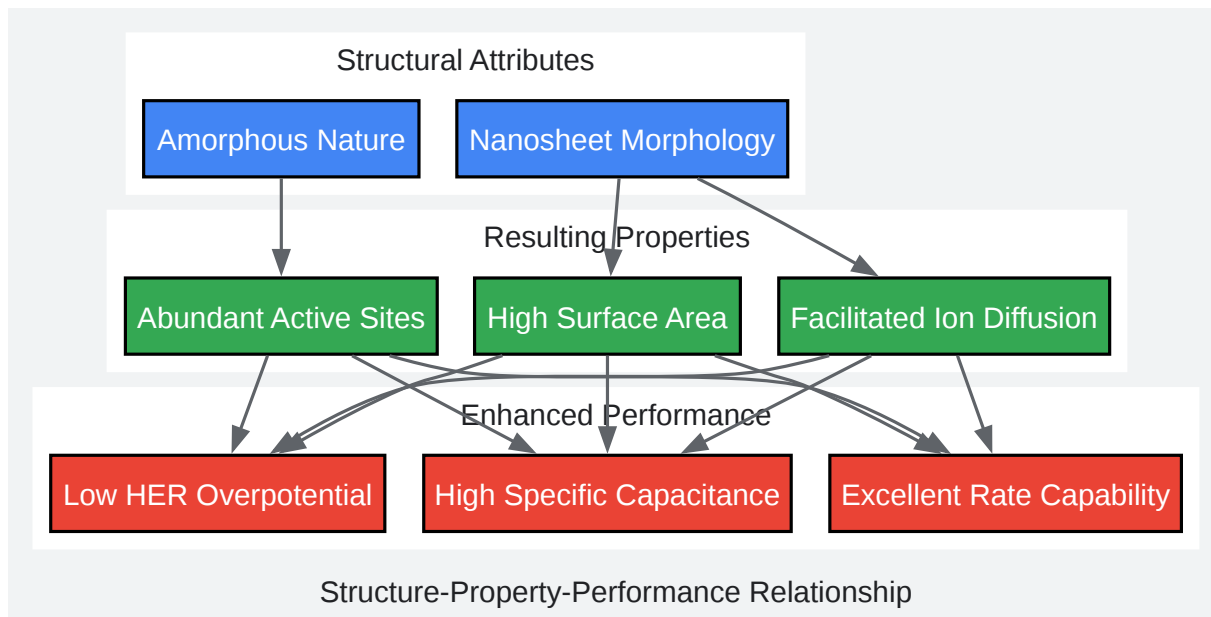 Structural Attributes
Amorphous Nature
Nanosheet Morphology
Resulting Properties
Abundant Active Sites
High Surface Area
Facilitated Ion Diffusion
Enhanced Performance
Low HER Overpotential
High Specific Capacitance
Excellent Rate Capability
Structure-Property-Performance Relationship